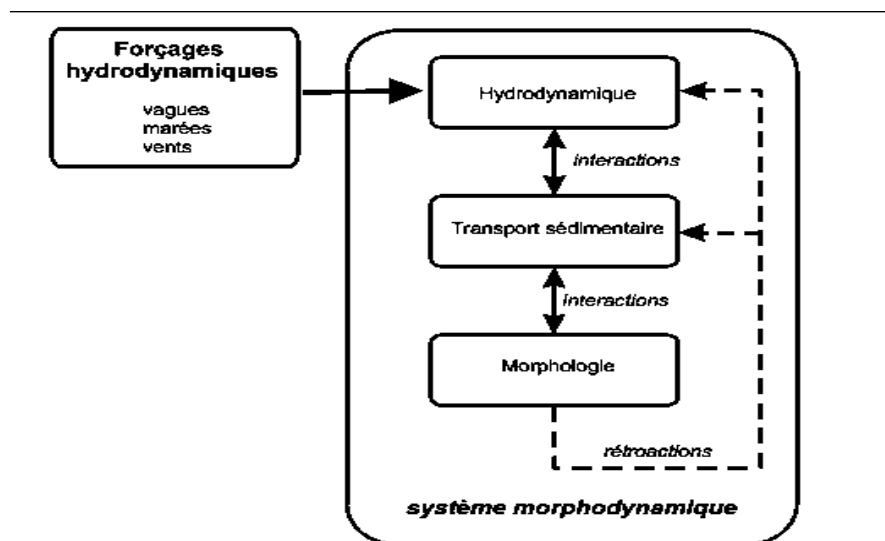 Forçages
hydrodynamiques
vagues
marées
vents
Hydrodynamique
interactions
Transport sédimentaire
interactions
Morphologie
rétroactions
système morphodynamique